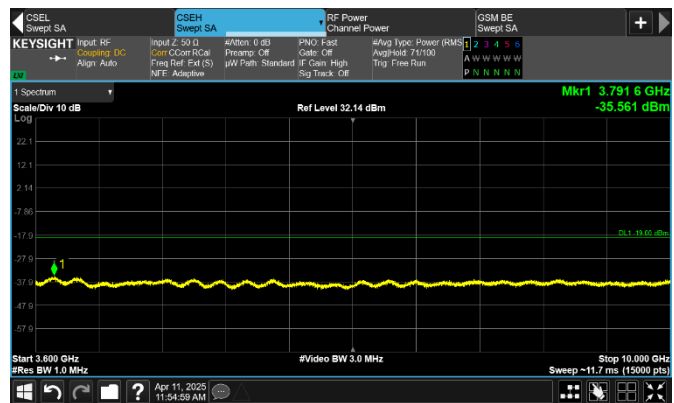 CSEL
Swept SA
CSEH
Swept SA
RF Power
Channel Power
GSM BE
Swept SA
KEYSIGHT
Input: RF
Coupling: DC
Align: Auto
Input Z: 50 Ω
Corr CCorr RCal
Freq Ref: Ext (S)
NFE: Adaptive
#Atten: 0 dB
Preamp: Off
µW Path: Standard
PNO: Fast
Gate: Off
IF Gain: High
Sig Track: Off
#Avg Type: Power (RMS)
Avg|Hold: 71/100
Trig: Free Run
1 2 3 4 5 6
A W W W W W
P N N N N N
LXI
1 Spectrum
Scale/Div 10 dB
Log
Ref Level 32.14 dBm
Mkr1 3.791 6 GHz
-35.561 dBm
22.1
12.1
2.14
-7.86
-17.9
DL1 -19.00 dBm
-27.9
1
-37.9
-47.9
-57.9
Start 3.600 GHz
#Res BW 1.0 MHz
#Video BW 3.0 MHz
Stop 10.000 GHz
Sweep ~11.7 ms (15000 pts)
?
Apr 11, 2025
11:54:59 AM